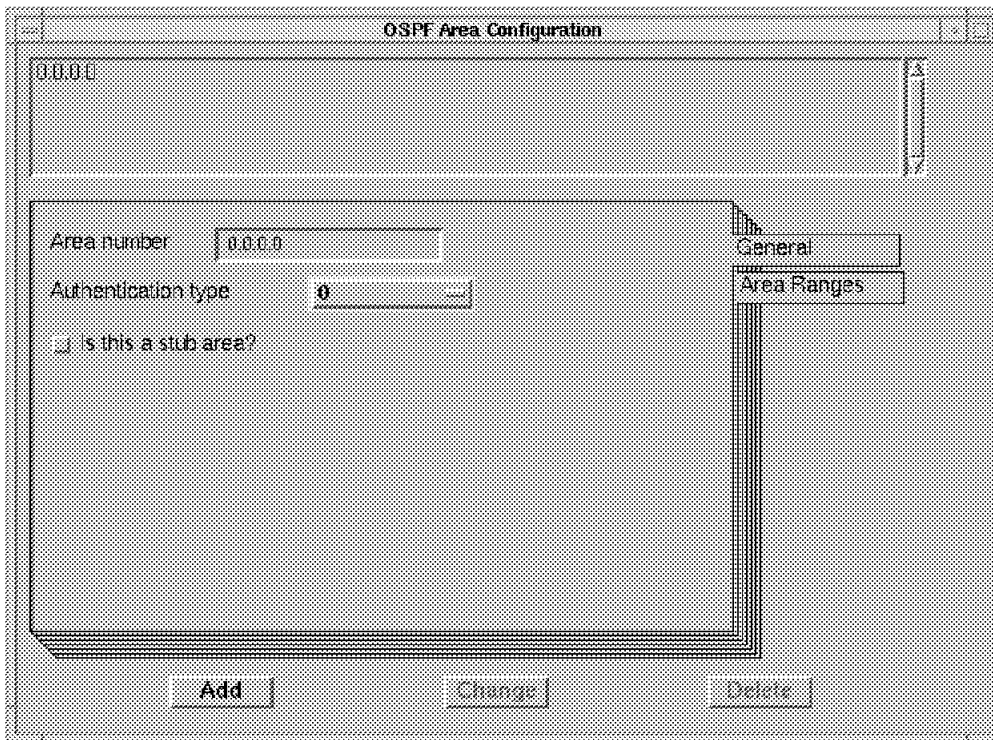 OSPF Area Configuration
0.0.0.0
Area number 0.0.0.0
General
Authentication type 0
Area Ranges
Is this a stub area?
Add Change Delete